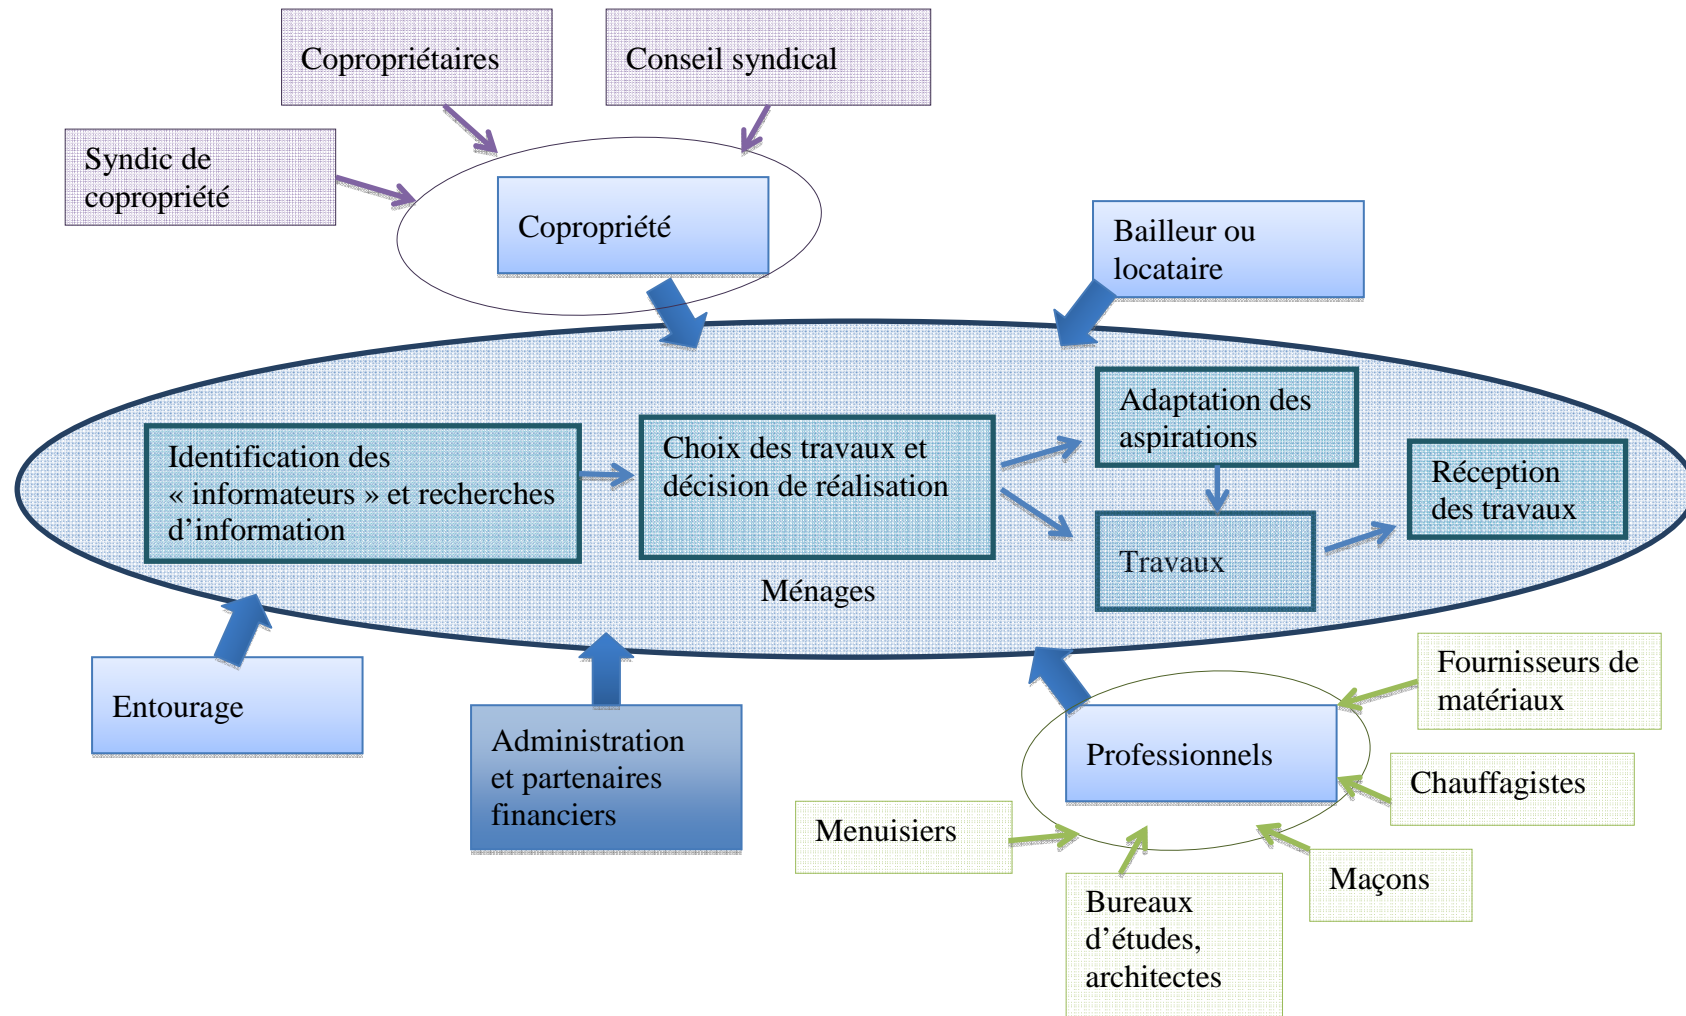 Copropriétaires
Conseil syndical
Syndic de
copropriété
Copropriété
Bailleur ou
locataire
Identification des
« informateurs » et recherches
d’information
Choix des travaux et
décision de réalisation
Adaptation des
aspirations
Travaux
Réception
des travaux
Ménages
Entourage
Administration
et partenaires
financiers
Professionnels
Fournisseurs de
matériaux
Chauffagistes
Maçons
Menuisiers
Bureaux
d’études,
architectes